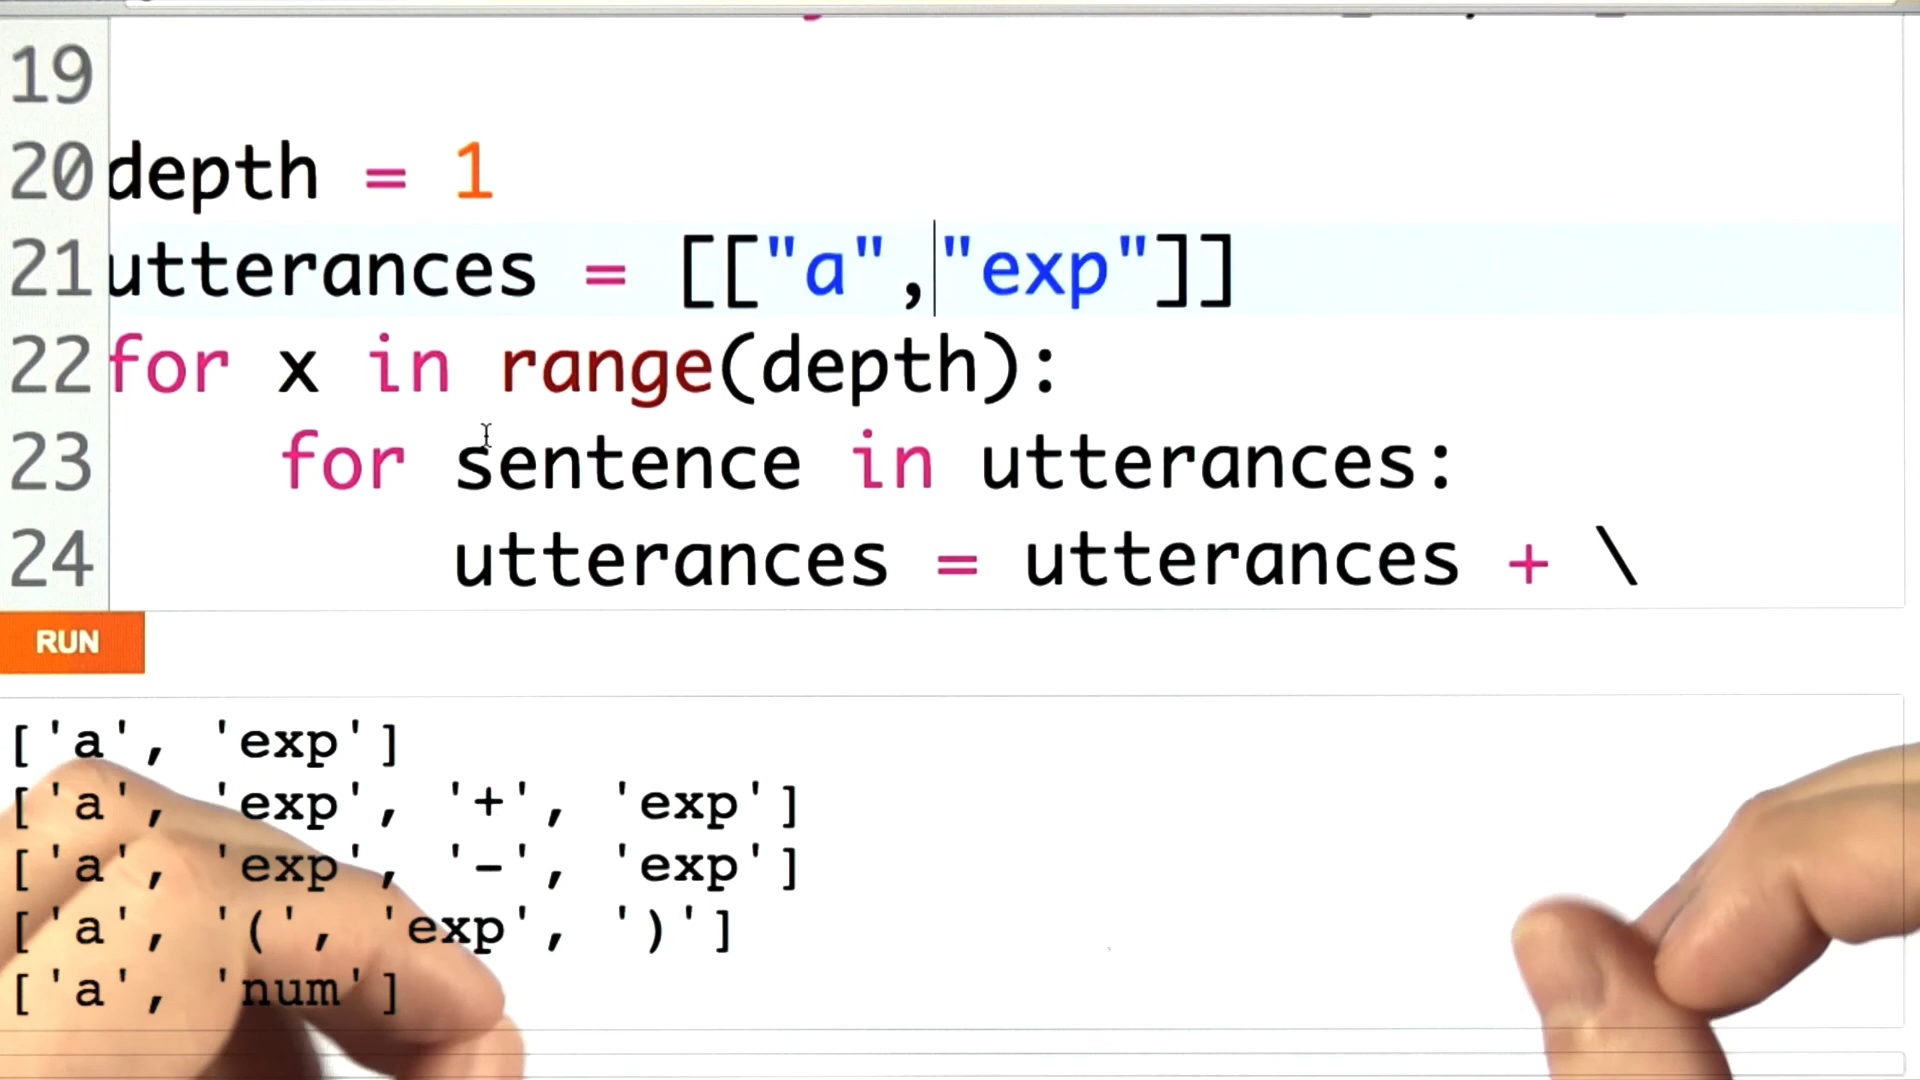 19
20 depth = 1
21 utterances = [["a","exp"]]
22 for x in range(depth):
23 for sentence in utterances:
24 utterances = utterances + \
RUN
['a', 'exp']
['a', 'exp', '+', 'exp']
['a', 'exp', '-', 'exp']
['a', '(', 'exp', ')']
['a', 'num']